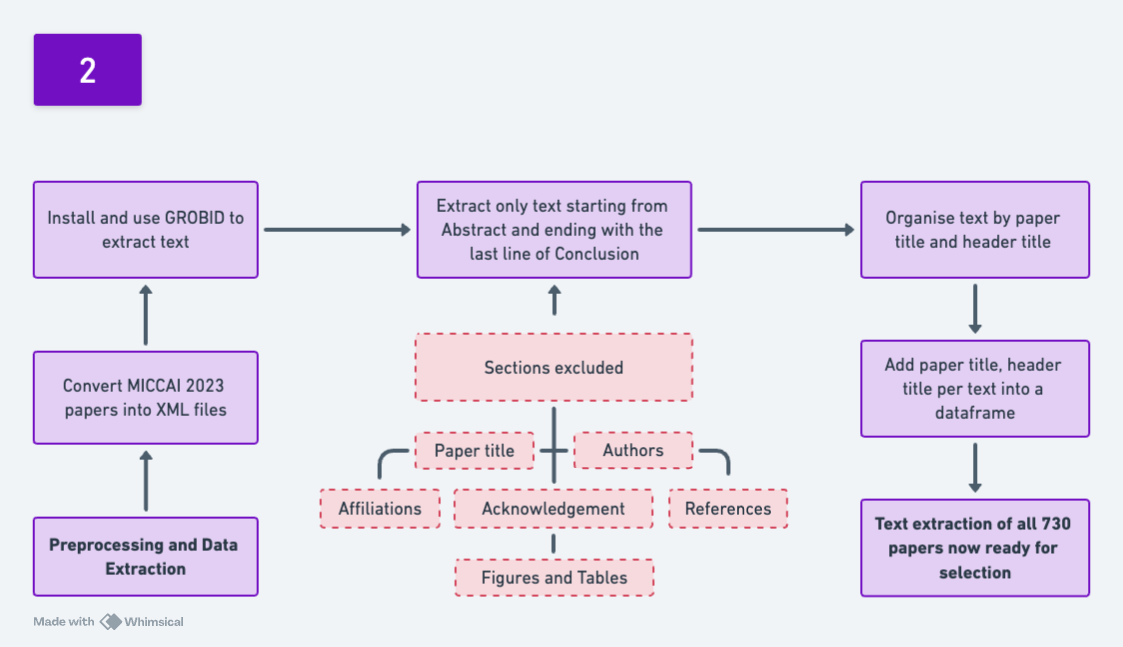 2
Install and use GROBID to
extract text
Extract only text starting from
Abstract and ending with the
last line of Conclusion
Organise text by paper
title and header title
Convert MICCAI 2023
papers into XML files
Sections excluded
Add paper title, header
title per text into a
dataframe
Paper title
Authors
Affiliations
Acknowledgement
References
Preprocessing and Data
Extraction
Figures and Tables
Text extraction of all 730
papers now ready for
selection
Made with Whimsical